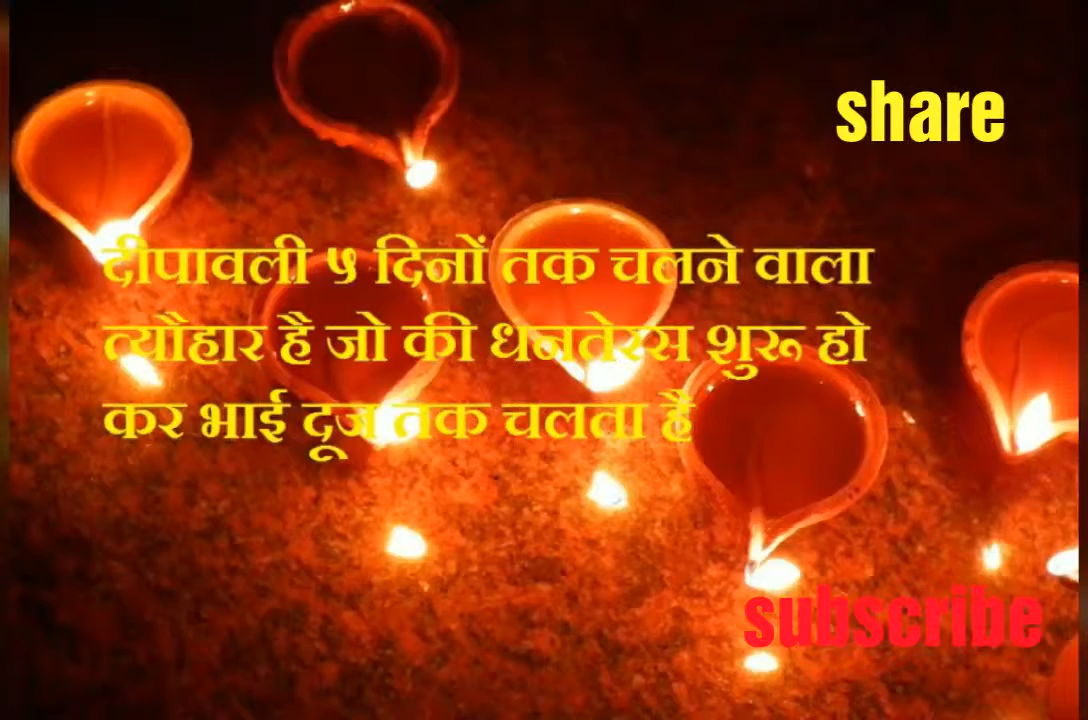 share
दीपावली ५ दिनों तक चलने वाला
त्यौहार है जो की धनतेरस शुरू हो
कर भाई दूज तक चलता है
subscribe